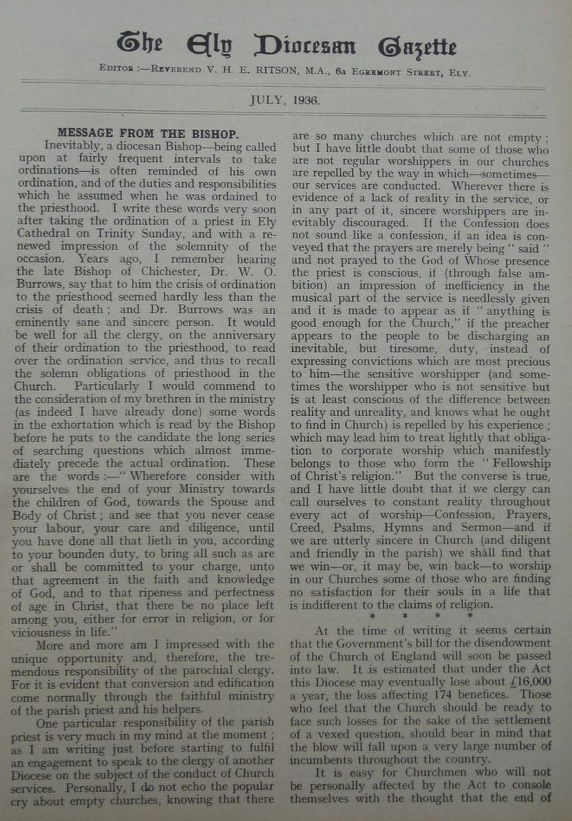 The Ely Diocesan Gazette
EDITOR :—REVEREND V. H. E. RITSON, M.A., 6a EGREMONT STREET, ELY.
JULY, 1936.
MESSAGE FROM THE BISHOP.
Inevitably, a diocesan Bishop—being called
upon at fairly frequent intervals to take
ordinations—is often reminded of his own
ordination, and of the duties and responsibilities
which he assumed when he was ordained to
the priesthood. I write these words very soon
after taking the ordination of a priest in Ely
Cathedral on Trinity Sunday, and with a re-
newed impression of the solemnity of the
occasion. Years ago, I remember hearing
the late Bishop of Chichester, Dr. W. O.
Burrows, say that to him the crisis of ordination
to the priesthood seemed hardly less than the
crisis of death ; and Dr. Burrows was an
eminently sane and sincere person. It would
be well for all the clergy, on the anniversary
of their ordination to the priesthood, to read
over the ordination service, and thus to recall
the solemn obligations of priesthood in the
Church. Particularly I would commend to
the consideration of my brethren in the ministry
(as indeed I have already done) some words
in the exhortation which is read by the Bishop
before he puts to the candidate the long series
of searching questions which almost imme-
diately precede the actual ordination. These
are the words :—" Wherefore consider with
yourselves the end of your Ministry towards
the children of God, towards the Spouse and
Body of Christ ; and see that you never cease
your labour, your care and diligence, until
you have done all that lieth in you, according
to your bounden duty, to bring all such as are
or shall be committed to your charge, unto
that agreement in the faith and knowledge
of God, and to that ripeness and perfectness
of age in Christ, that there be no place left
among you, either for error in religion, or for
viciousness in life."
More and more am I impressed with the
unique opportunity and, therefore, the tre-
mendous responsibility of the parochial clergy.
For it is evident that conversion and edification
come normally through the faithful ministry
of the parish priest and his helpers.
One particular responsibility of the parish
priest is very much in my mind at the moment ;
as I am writing just before starting to fulfil
an engagement to speak to the clergy of another
Diocese on the subject of the conduct of Church
services. Personally, I do not echo the popular
cry about empty churches, knowing that there
are so many churches which are not empty ;
but I have little doubt that some of those who
are not regular worshippers in our churches
are repelled by the way in which—sometimes—
our services are conducted. Wherever there is
evidence of a lack of reality in the service, or
in any part of it, sincere worshippers are in-
evitably discouraged. If the Confession does
not sound like a confession, if an idea is con-
veyed that the prayers are merely being " said "
and not prayed to the God of Whose presence
the priest is conscious, if (through false am-
bition) an impression of inefficiency in the
musical part of the service is needlessly given
and it is made to appear as if " anything is
good enough for the Church," if the preacher
appears to the people to be discharging an
inevitable, but tiresome, duty, instead of
expressing convictions which are most precious
to him—the sensitive worshipper (and some-
times the worshipper who is not sensitive but
is at least conscious of the difference between
reality and unreality, and knows what he ought
to find in Church) is repelled by his experience ;
which may lead him to treat lightly that obliga-
tion to corporate worship which manifestly
belongs to those who form the " Fellowship
of Christ's religion." But the converse is true,
and I have little doubt that if we clergy can
call ourselves to constant reality throughout
every act of worship—Confession, Prayers,
Creed, Psalms, Hymns and Sermon—and if
we are utterly sincere in Church (and diligent
and friendly in the parish) we shall find that
we win—or, it may be, win back—to worship
in our Churches some of those who are finding
no satisfaction for their souls in a life that
is indifferent to the claims of religion.
* * * *
At the time of writing it seems certain
that the Government's bill for the disendowment
of the Church of England will soon be passed
into law. It is estimated that under the Act
this Diocese may eventually lose about £16,000
a year, the loss affecting 174 benefices. Those
who feel that the Church should be ready to
face such losses for the sake of the settlement
of a vexed question, should bear in mind that
the blow will fall upon a very large number of
incumbents throughout the country.
It is easy for Churchmen who will not
be personally affected by the Act to console
themselves with the thought that the end of